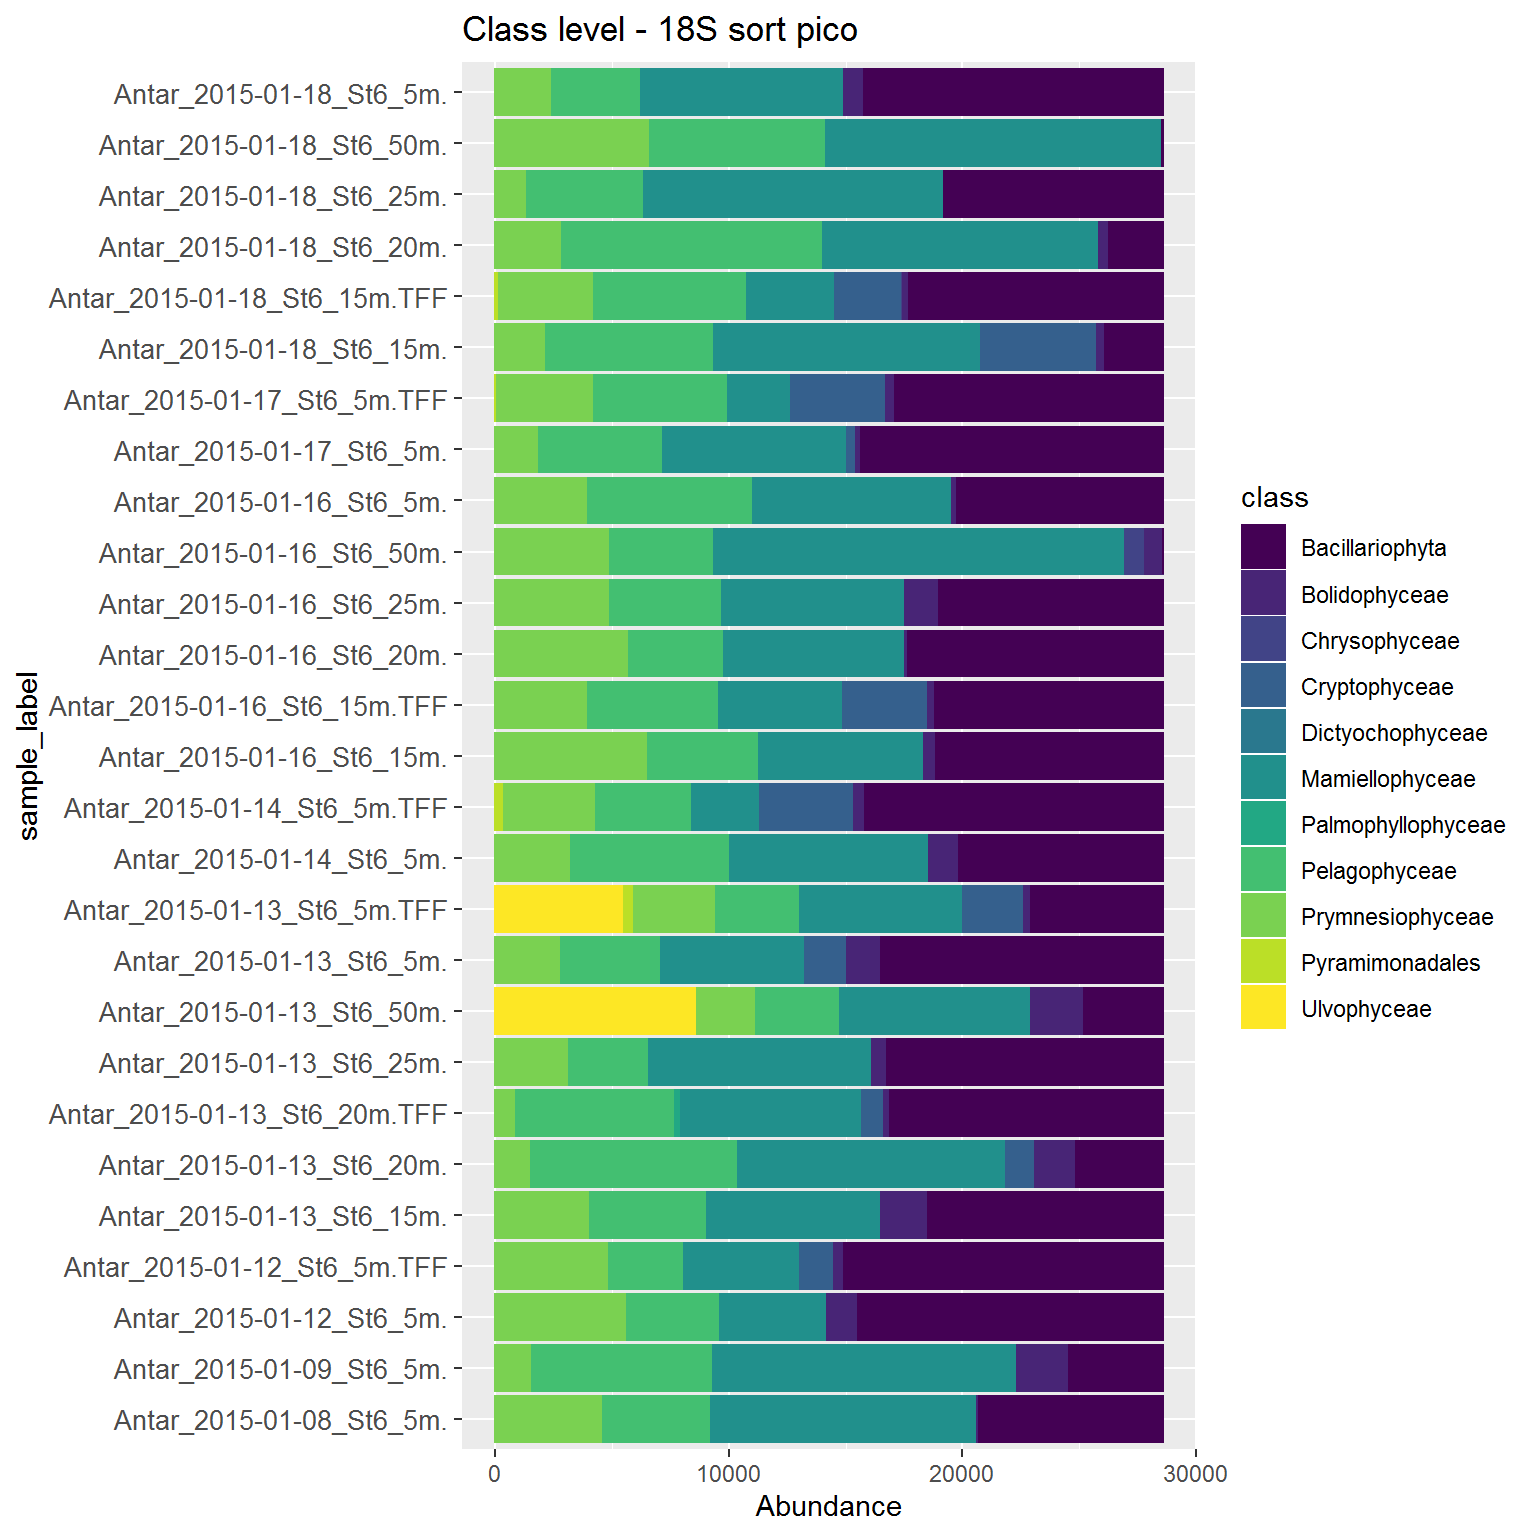 Class level - 18S sort pico
Antar_2015-01-18_St6_5m.
Antar_2015-01-18_St6_50m.
Antar_2015-01-18_St6_25m.
Antar_2015-01-18_St6_20m.
Antar_2015-01-18_St6_15m.TFF
Antar_2015-01-18_St6_15m.
Antar_2015-01-17_St6_5m.TFF
Antar_2015-01-17_St6_5m.
Antar_2015-01-16_St6_5m.
Antar_2015-01-16_St6_50m.
Antar_2015-01-16_St6_25m.
Antar_2015-01-16_St6_20m.
Antar_2015-01-16_St6_15m.TFF
Antar_2015-01-16_St6_15m.
Antar_2015-01-14_St6_5m.TFF
Antar_2015-01-14_St6_5m.
Antar_2015-01-13_St6_5m.TFF
Antar_2015-01-13_St6_5m.
Antar_2015-01-13_St6_50m.
Antar_2015-01-13_St6_25m.
Antar_2015-01-13_St6_20m.TFF
Antar_2015-01-13_St6_20m.
Antar_2015-01-13_St6_15m.
Antar_2015-01-12_St6_5m.TFF
Antar_2015-01-12_St6_5m.
Antar_2015-01-09_St6_5m.
Antar_2015-01-08_St6_5m.
sample_label
0 10000 20000 30000
Abundance
class
Bacillariophyta
Bolidophyceae
Chrysophyceae
Cryptophyceae
Dictyochophyceae
Mamiellophyceae
Palmophyllophyceae
Pelagophyceae
Prymnesiophyceae
Pyramimonadales
Ulvophyceae